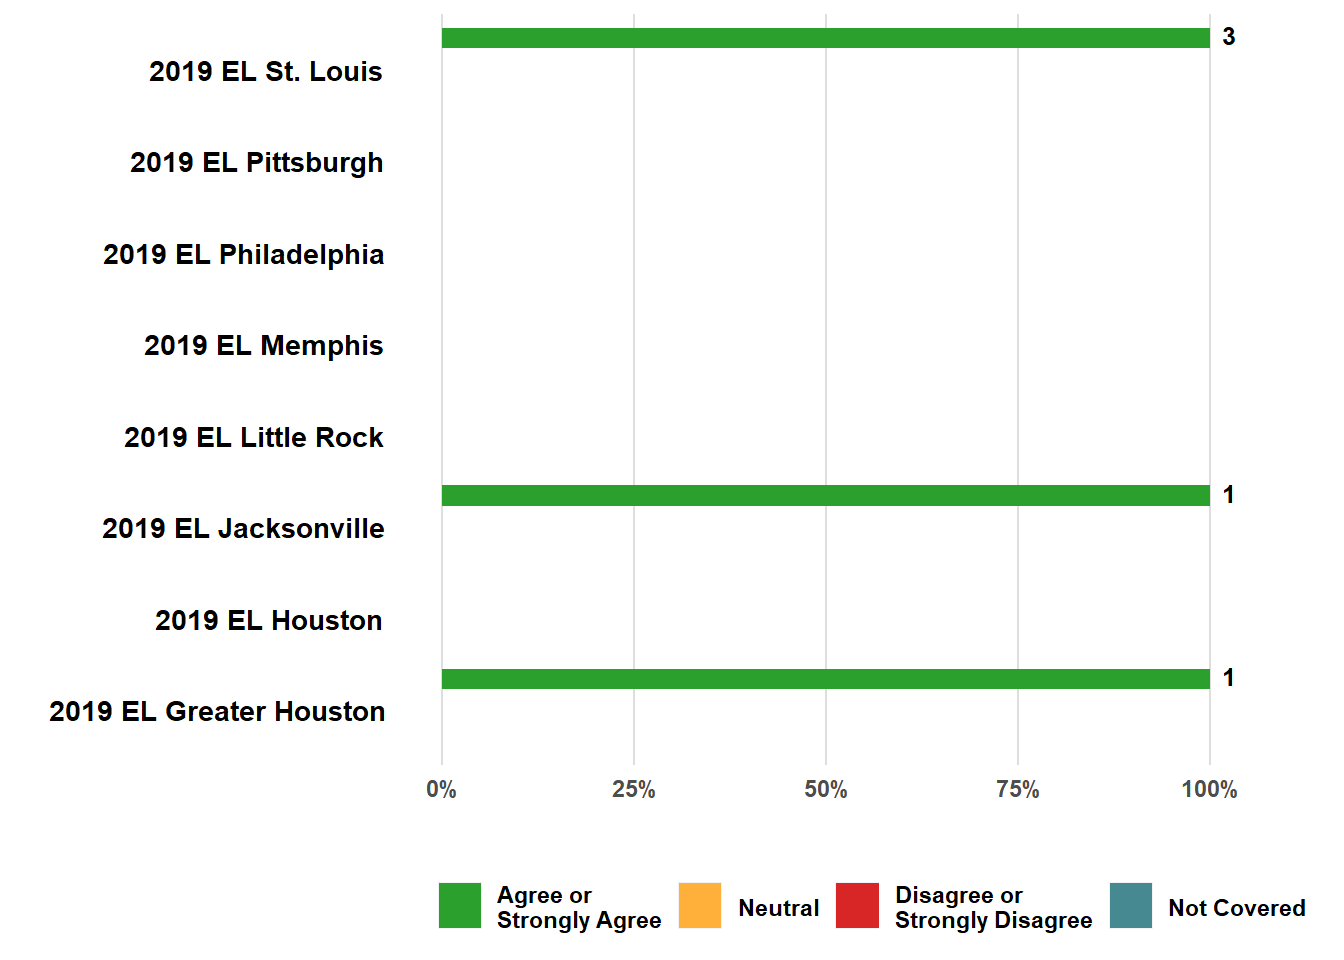 3
2019 EL St. Louis
2019 EL Pittsburgh
2019 EL Philadelphia
2019 EL Memphis
2019 EL Little Rock
1
2019 EL Jacksonville
2019 EL Houston
1
2019 EL Greater Houston
0% 25% 50% 75% 100%
Agree or
Strongly Agree
Neutral
Disagree or
Strongly Disagree
Not Covered